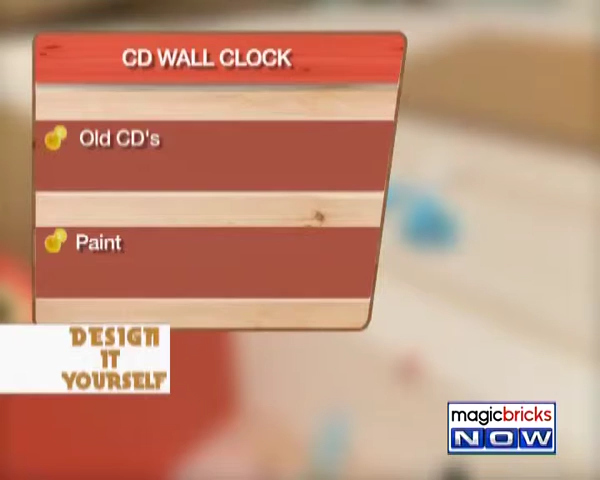 CD WALL CLOCK
Old CD's
Paint
DESIGN
IT
YOURSELF
magicbricks
NOW